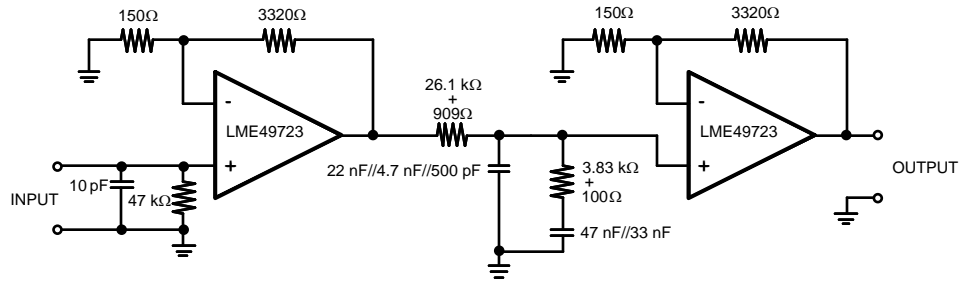 150Ω
3320Ω
150Ω
3320Ω
26.1 kΩ
+
909Ω
-
LME49723
+
-
LME49723
+
INPUT
10 pF
47 kΩ
22 nF//4.7 nF//500 pF
3.83 kΩ
+
100Ω
47 nF//33 nF
OUTPUT